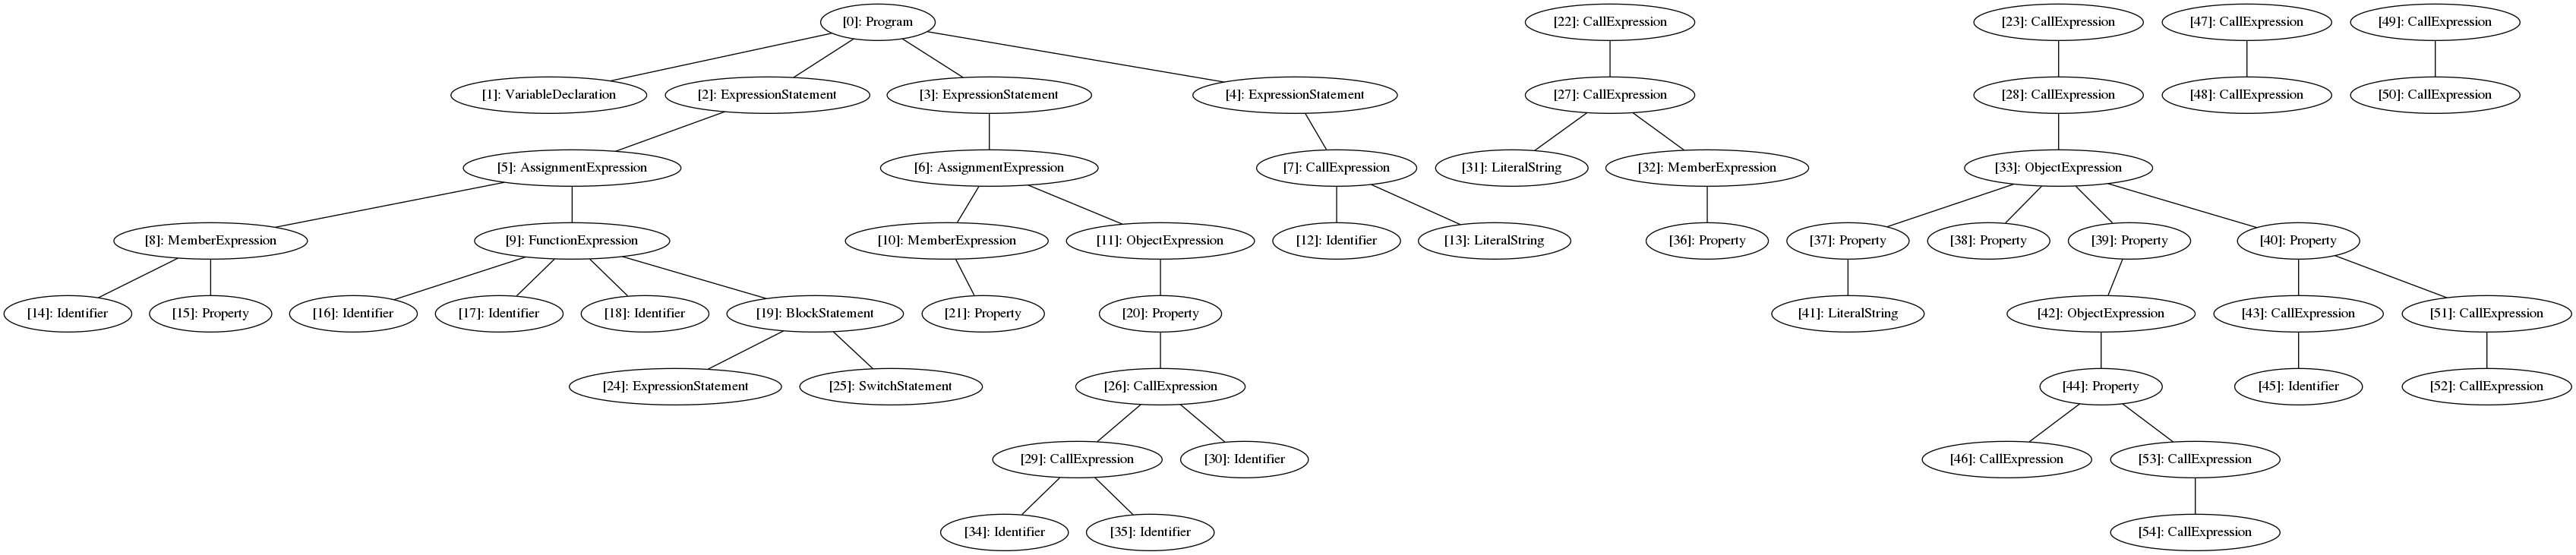 [0]: Program
[22]: CallExpression
[23]: CallExpression
[47]: CallExpression
[49]: CallExpression
[1]: VariableDeclaration
[2]: ExpressionStatement
[3]: ExpressionStatement
[4]: ExpressionStatement
[27]: CallExpression
[28]: CallExpression
[48]: CallExpression
[50]: CallExpression
[5]: AssignmentExpression
[6]: AssignmentExpression
[7]: CallExpression
[31]: LiteralString
[32]: MemberExpression
[33]: ObjectExpression
[8]: MemberExpression
[9]: FunctionExpression
[10]: MemberExpression
[11]: ObjectExpression
[12]: Identifier
[13]: LiteralString
[36]: Property
[37]: Property
[38]: Property
[39]: Property
[40]: Property
[14]: Identifier
[15]: Property
[16]: Identifier
[17]: Identifier
[18]: Identifier
[19]: BlockStatement
[21]: Property
[20]: Property
[41]: LiteralString
[42]: ObjectExpression
[43]: CallExpression
[51]: CallExpression
[24]: ExpressionStatement
[25]: SwitchStatement
[26]: CallExpression
[44]: Property
[45]: Identifier
[52]: CallExpression
[29]: CallExpression
[30]: Identifier
[46]: CallExpression
[53]: CallExpression
[34]: Identifier
[35]: Identifier
[54]: CallExpression